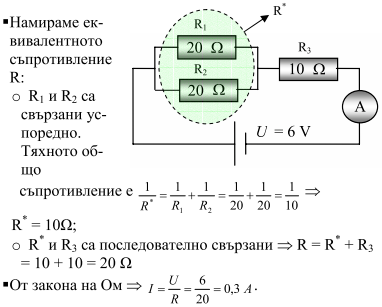 ▪Намираме ек-
вивалентното
съпротивление
R:
o R₁ и R₂ са
свързани ус-
поредно.
Тяхното об-
що
съпротивление е 1/R* = 1/R₁ + 1/R₂ = 1/20 + 1/20 = 1/10 ⇒
R* = 10Ω;
o R* и R₃ са последователно свързани ⇒ R = R* + R₃
= 10 + 10 = 20 Ω
▪От закона на Ом ⇒ I = U/R = 6/20 = 0,3 A.
R*
R₁
20 Ω
R₂
20 Ω
R₃
10 Ω
A
U = 6 V